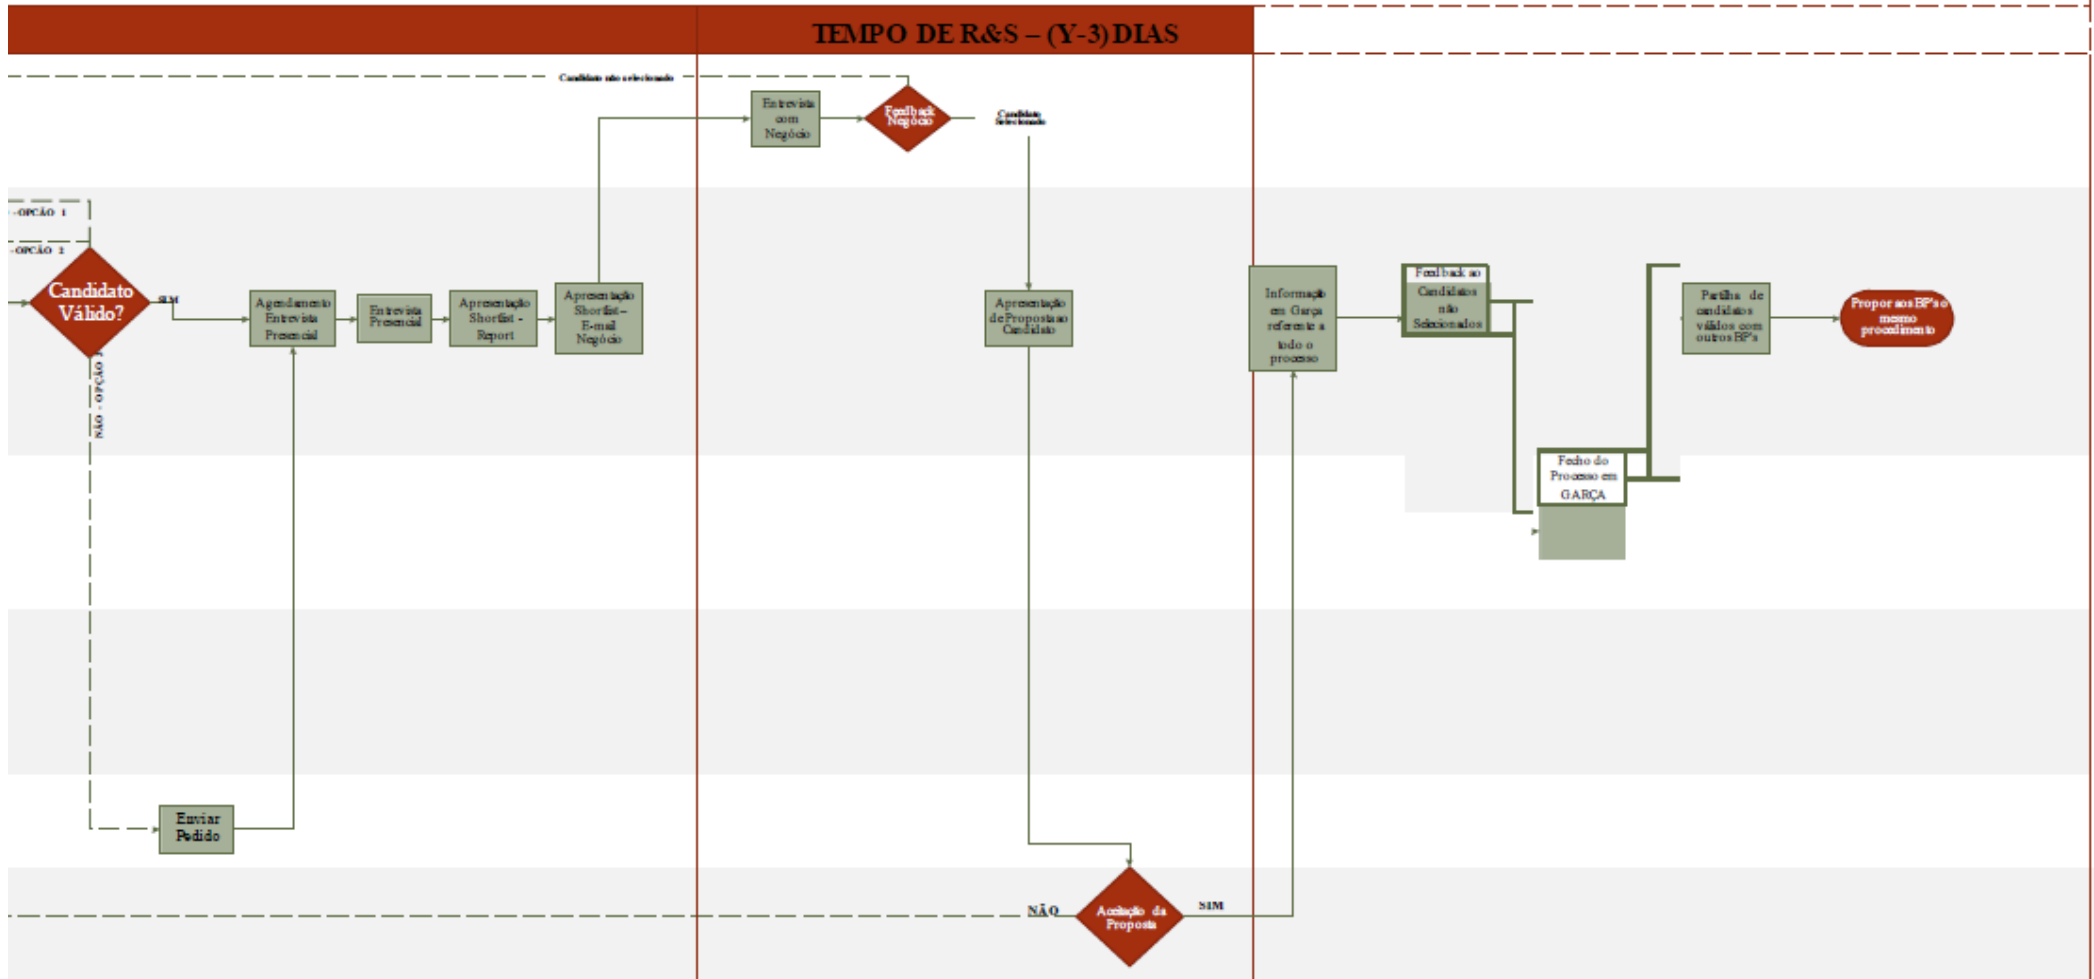 TEMPO DE R&S – (Y-3) DIAS
Candidato não selecionado
Entrevista
com
Negócio
Feedback
Negócio
Candidato
Selecionado
-OPCÃO 1
-OPCÃO 2
Candidato
Válido?
SIM
NÃO - OPÇÃO
Agendamento
Entrevista
Presencial
Entrevista
Presencial
Apresentação
Shortlist -
Report
Apresentação
Shortlist –
E-mail
Negócio
Apresentação
de Proposta ao
Candidato
Informação
em Garça
referente a
todo o
processo
Feedback ao
Candidatos
não
Selecionados
Partilha de
candidatos
válidos com
outros BP's
Propor aos BP's o
mesmo
procedimento
Fecho do
Processo em
GARÇA
Enviar
Pedido
NÃO
Aceitação da
Proposta
SIM